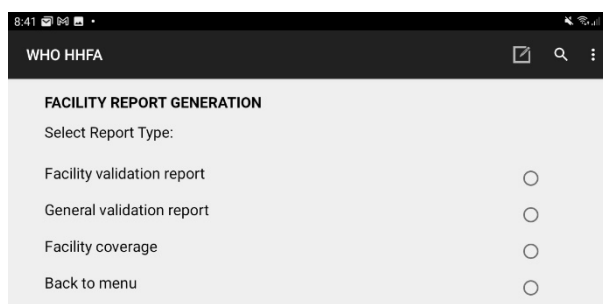 8:41
WHO HHFA
FACILITY REPORT GENERATION
Select Report Type:
Facility validation report
General validation report
Facility coverage
Back to menu